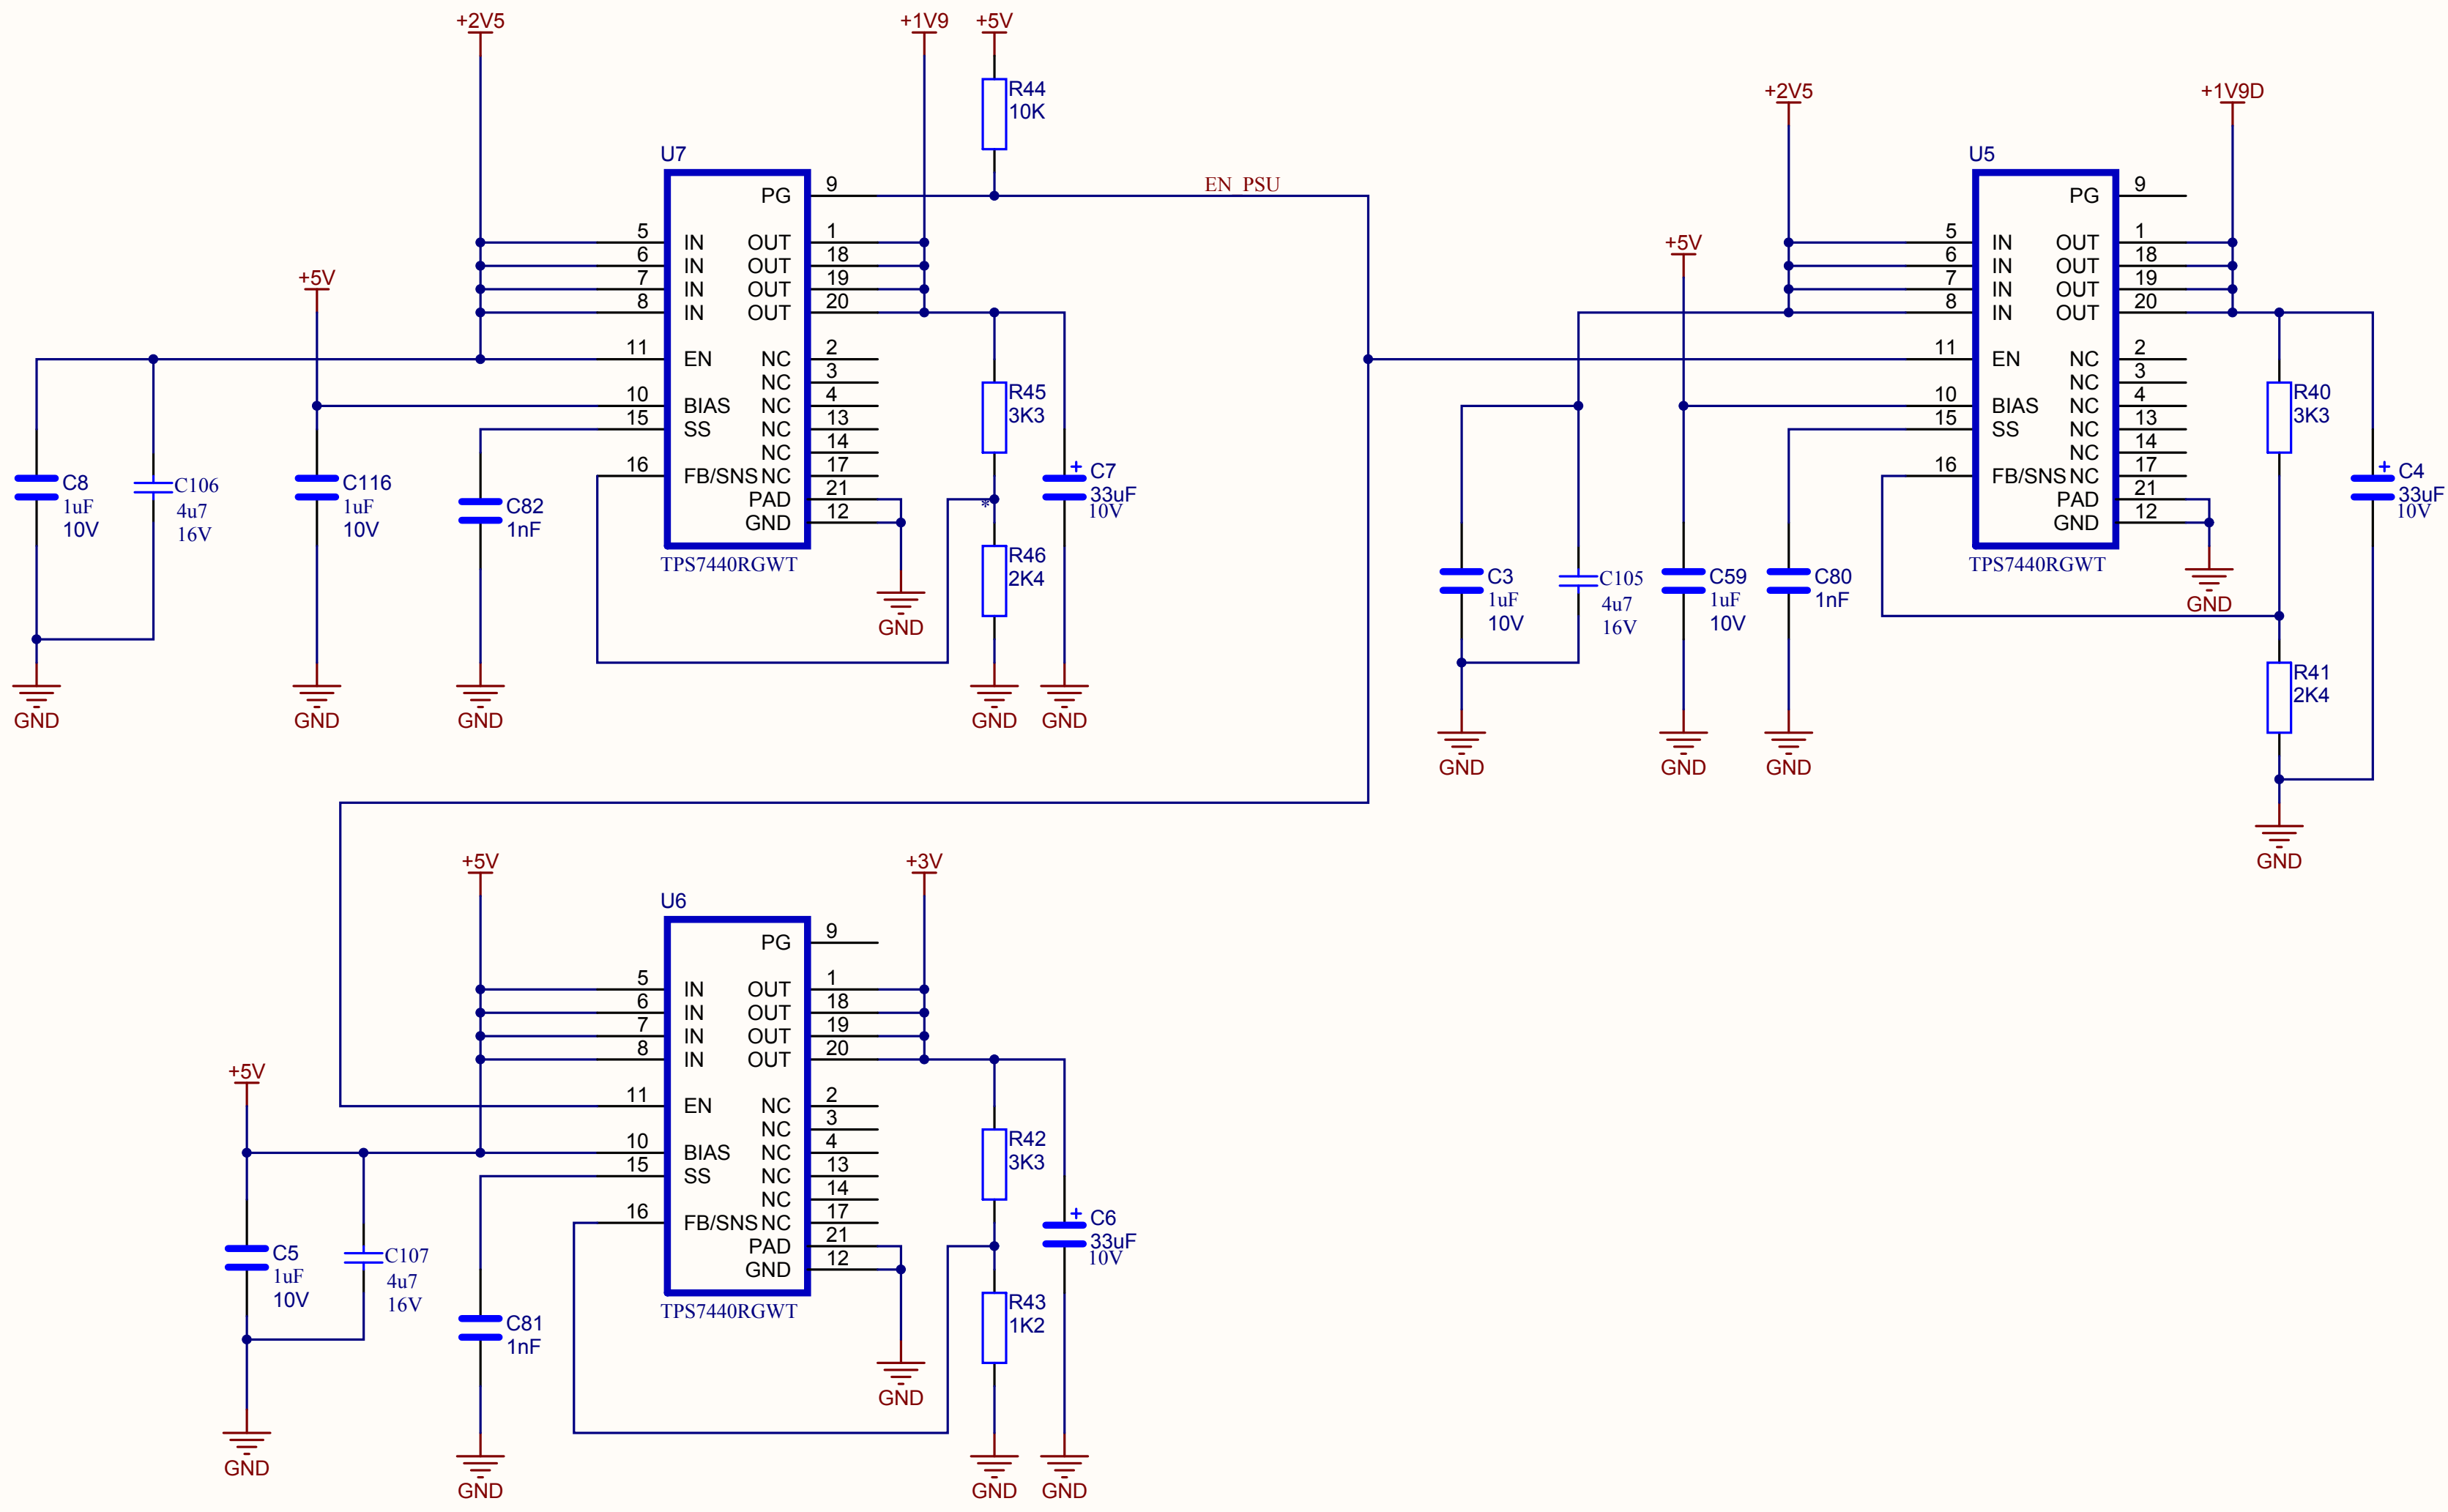 +2V5
+1V9
+5V
R44
10K
U7
EN_PSU
9
PG
5
IN
OUT
1
6
IN
OUT
18
7
IN
OUT
19
8
IN
OUT
20
11
EN
NC
2
NC
3
10
BIAS
NC
4
15
SS
NC
13
NC
14
16
FB/SNS
NC
17
PAD
21
GND
12
TPS7440RGWT
+5V
C8
1uF
10V
C106
4u7
16V
C116
1uF
10V
C82
1nF
R45
3K3
*
R46
2K4
+
C7
33uF
10V
GND
GND
GND
GND
GND
GND
+2V5
+1V9D
+5V
U5
PG
9
5
IN
OUT
1
6
IN
OUT
18
7
IN
OUT
19
8
IN
OUT
20
11
EN
NC
2
NC
3
10
BIAS
NC
4
15
SS
NC
13
NC
14
16
FB/SNS
NC
17
PAD
21
GND
12
TPS7440RGWT
R40
3K3
+
C4
33uF
10V
C3
1uF
10V
C105
4u7
16V
C59
1uF
10V
C80
1nF
GND
R41
2K4
GND
GND
GND
GND
+5V
+3V
U6
PG
9
5
IN
OUT
1
6
IN
OUT
18
7
IN
OUT
19
8
IN
OUT
20
+5V
11
EN
NC
2
NC
3
10
BIAS
NC
4
15
SS
NC
13
NC
14
16
FB/SNS
NC
17
PAD
21
GND
12
TPS7440RGWT
R42
3K3
+
C6
33uF
10V
C5
1uF
10V
C107
4u7
16V
C81
1nF
R43
1K2
GND
GND
GND
GND
GND